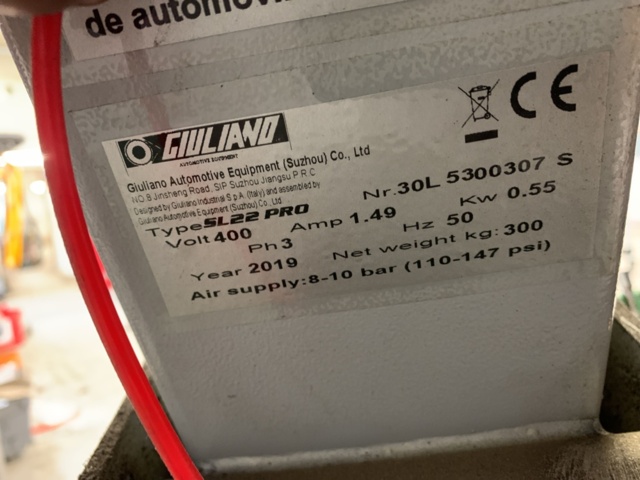 de automóvi
GIULIANO
AUTOMOTIVE EQUIPMENT
Giuliano Automotive Equipment (Suzhou) Co., Ltd
NO.8 Jinsheng Road, SIP Suzhou Jiangsu P.R.C
Designed by Giuliano Industrial S.p.A. (Italy) and assembled by
Giuliano Automotive Equipment (Suzhou) Co., Ltd
CE
Type SL22 PRO Nr.30L 5300307 S
Volt 400 Amp 1.49 Kw 0.55
Ph 3 Hz 50
Year 2019 Net weight kg:300
Air supply:8-10 bar (110-147 psi)